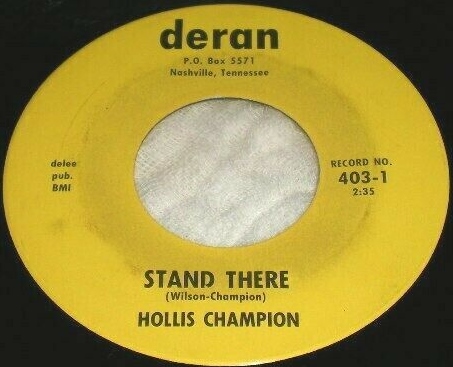 deran
P.O. Box 5571
Nashville, Tennessee
delee
pub.
BMI
RECORD NO.
403-1
2:35
STAND THERE
(Wilson-Champion)
HOLLIS CHAMPION